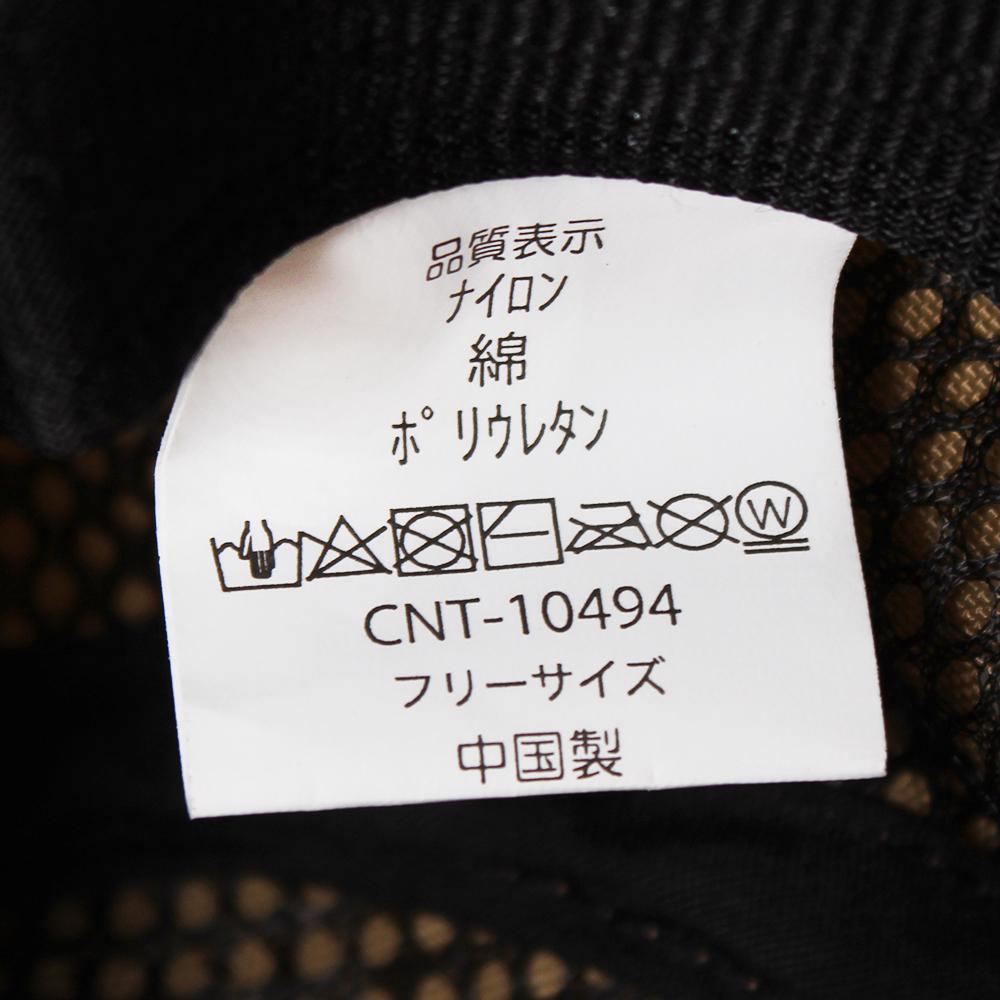 品質表示
ナイロン
綿
ポリウレタン
W
CNT-10494
フリーサイズ
中国製